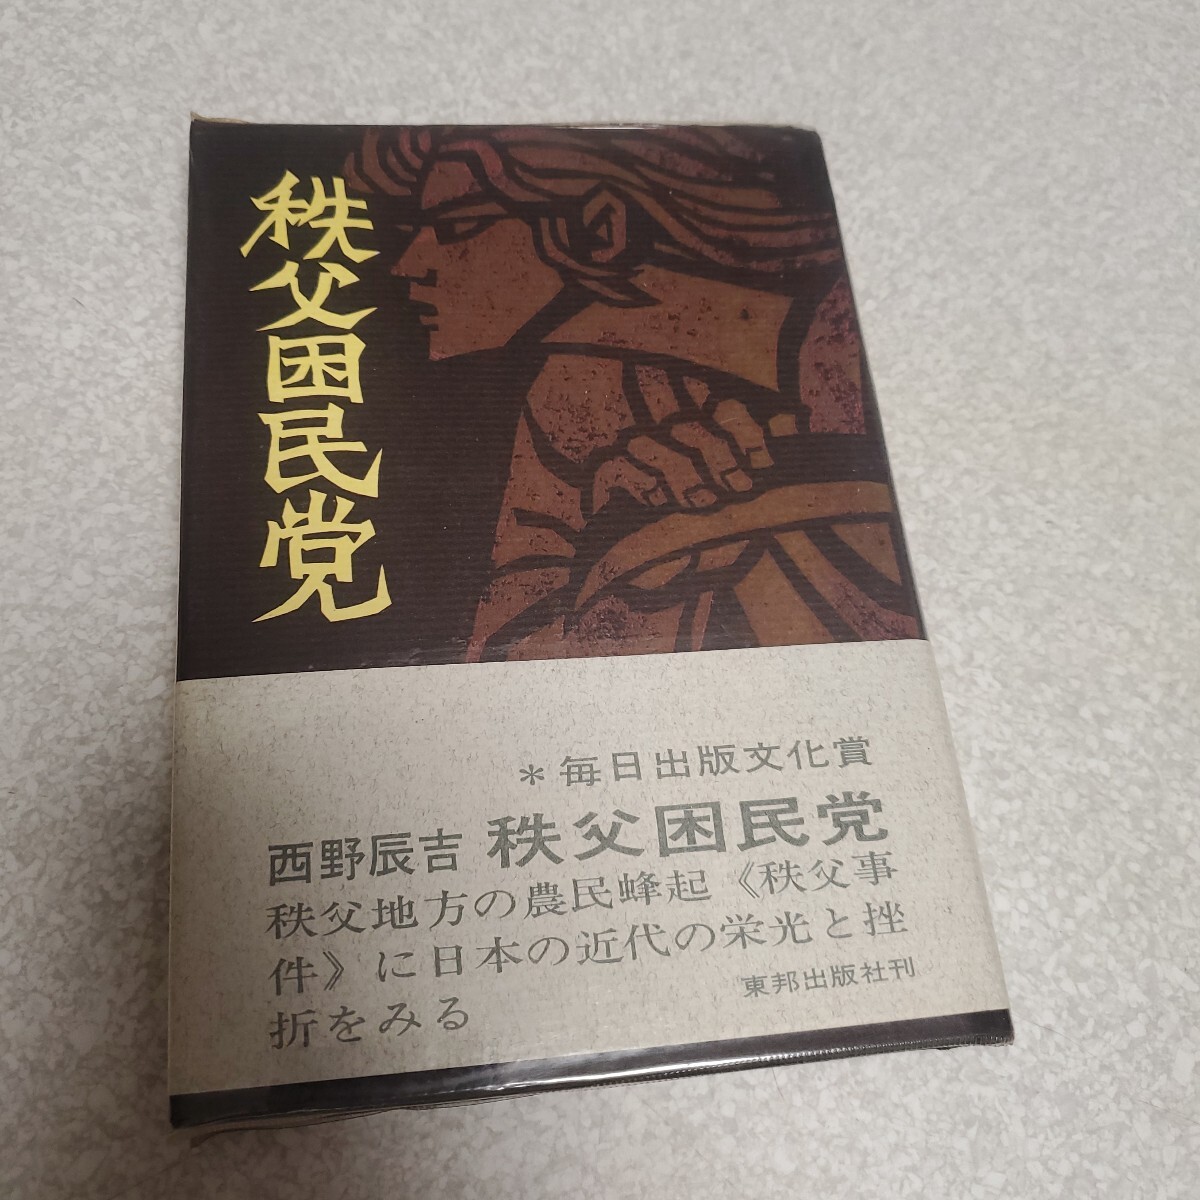 秩父困民党
＊毎日出版文化賞
西野辰吉 秩父困民党
秩父地方の農民蜂起《秩父事
件》に日本の近代の栄光と挫
折をみる
東邦出版社刊